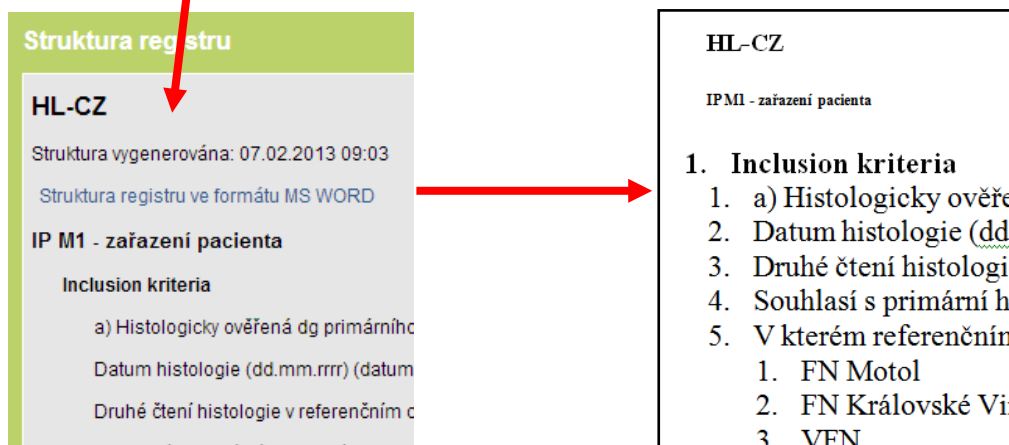 Struktura registru
HL-CZ
Struktura vygenerována: 07.02.2013 09:03
Struktura registru ve formátu MS WORD
IP M1 - zařazení pacienta
Inclusion kriteria
a) Histologicky ověřená dg primárního
Datum histologie (dd.mm.rrrr) (datum
Druhé čtení histologie v referenčním
HL-CZ
IP M1 - zařazení pacienta
1. Inclusion kriteria
1. a) Histologicky ověře
2. Datum histologie (dd
3. Druhé čtení histologi
4. Souhlasí s primární h
5. V kterém referenčním
1. FN Motol
2. FN Královské Vi
3. VFN